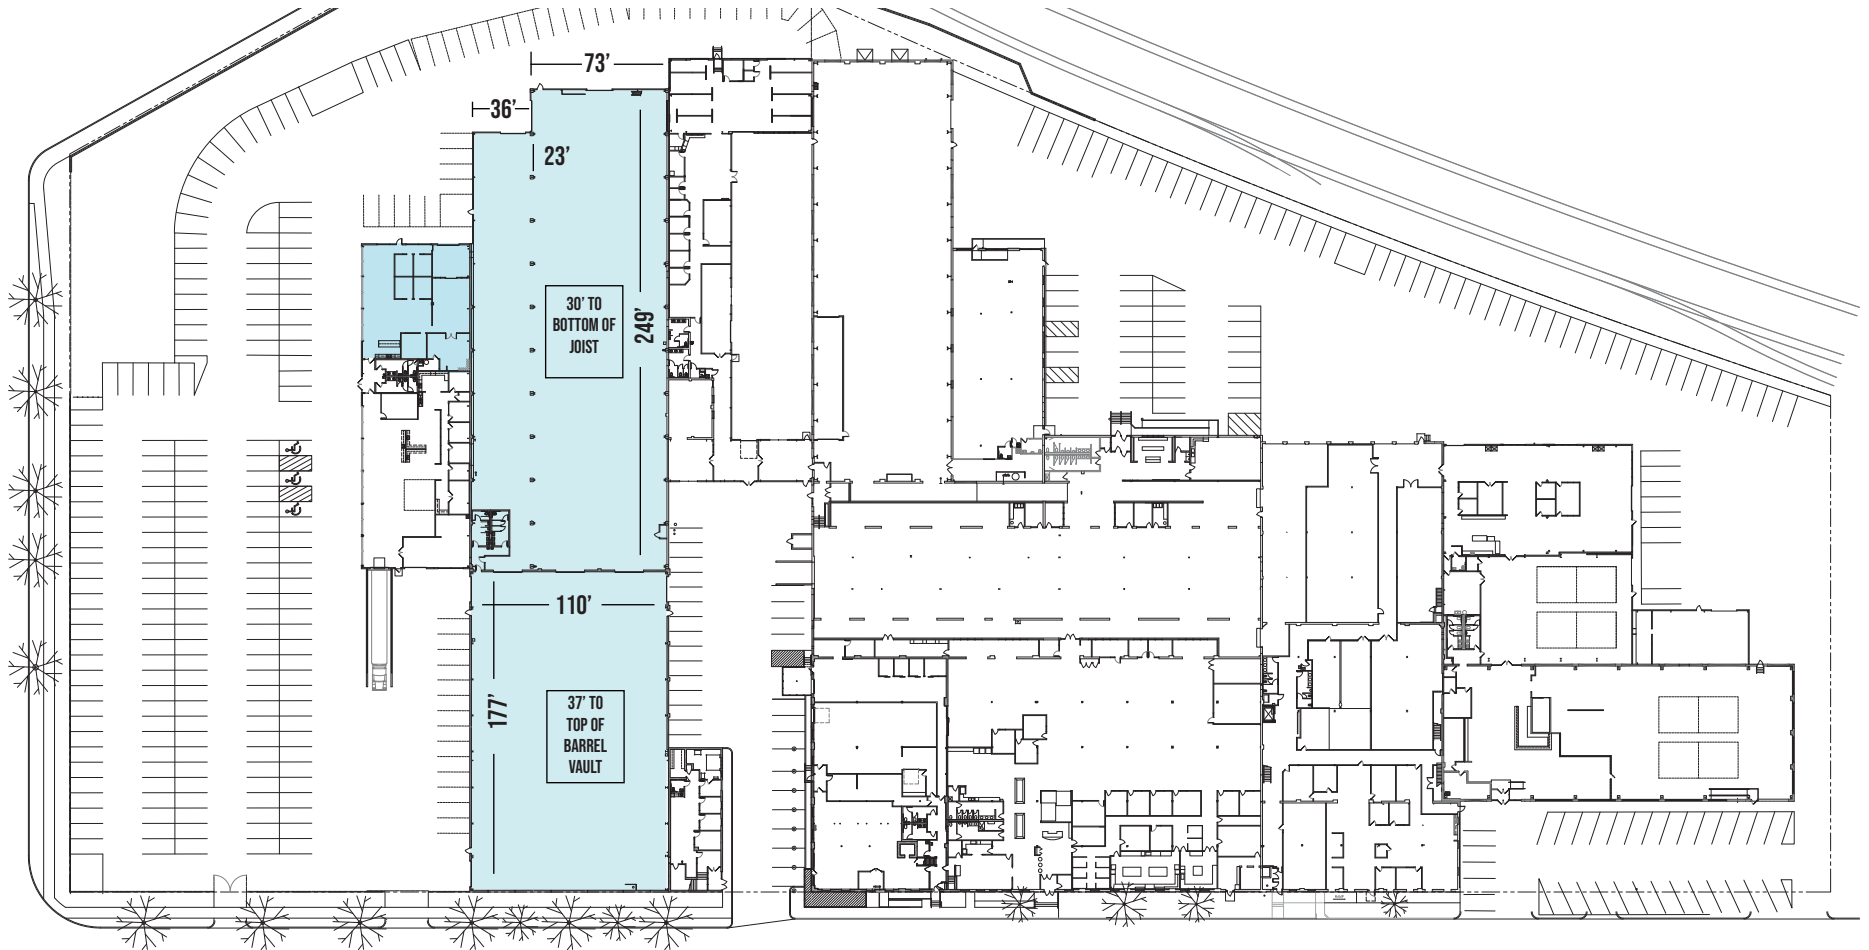 73’
36’
23’
30’ TO
BOTTOM OF
JOIST
249’
110’
177’
37’ TO
TOP OF
BARREL
VAULT